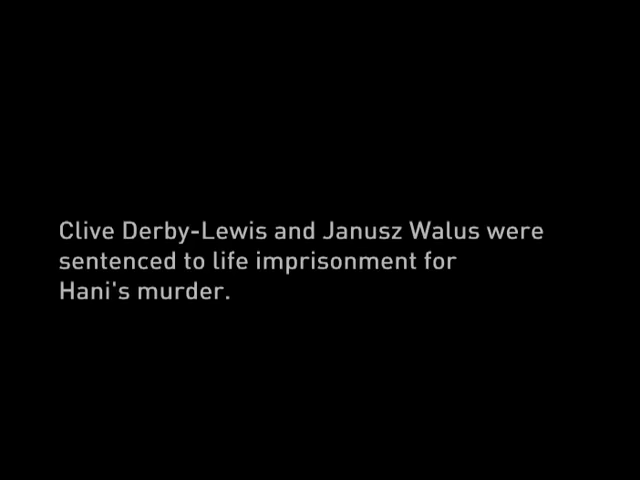 Clive Derby-Lewis and Janusz Walus were
sentenced to life imprisonment for
Hani's murder.